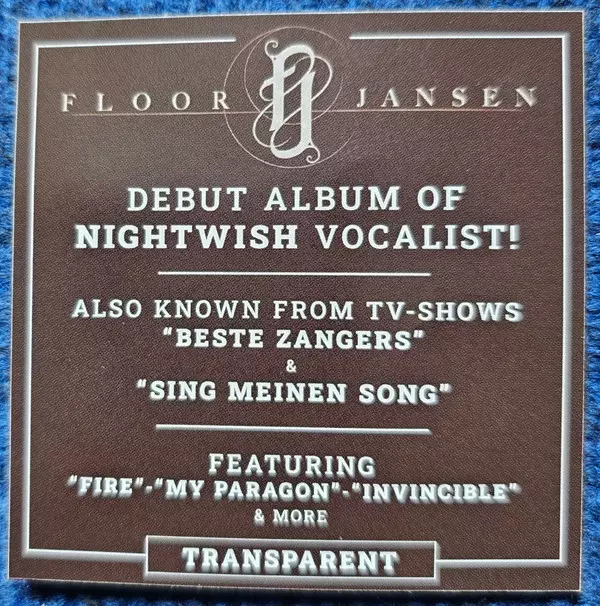 FLOOR JANSEN
DEBUT ALBUM OF
NIGHTWISH VOCALIST!
ALSO KNOWN FROM TV-SHOWS
"BESTE ZANGERS"
&
"SING MEINEN SONG"
FEATURING
"FIRE"-"MY PARAGON"-"INVINCIBLE"
& MORE
TRANSPARENT